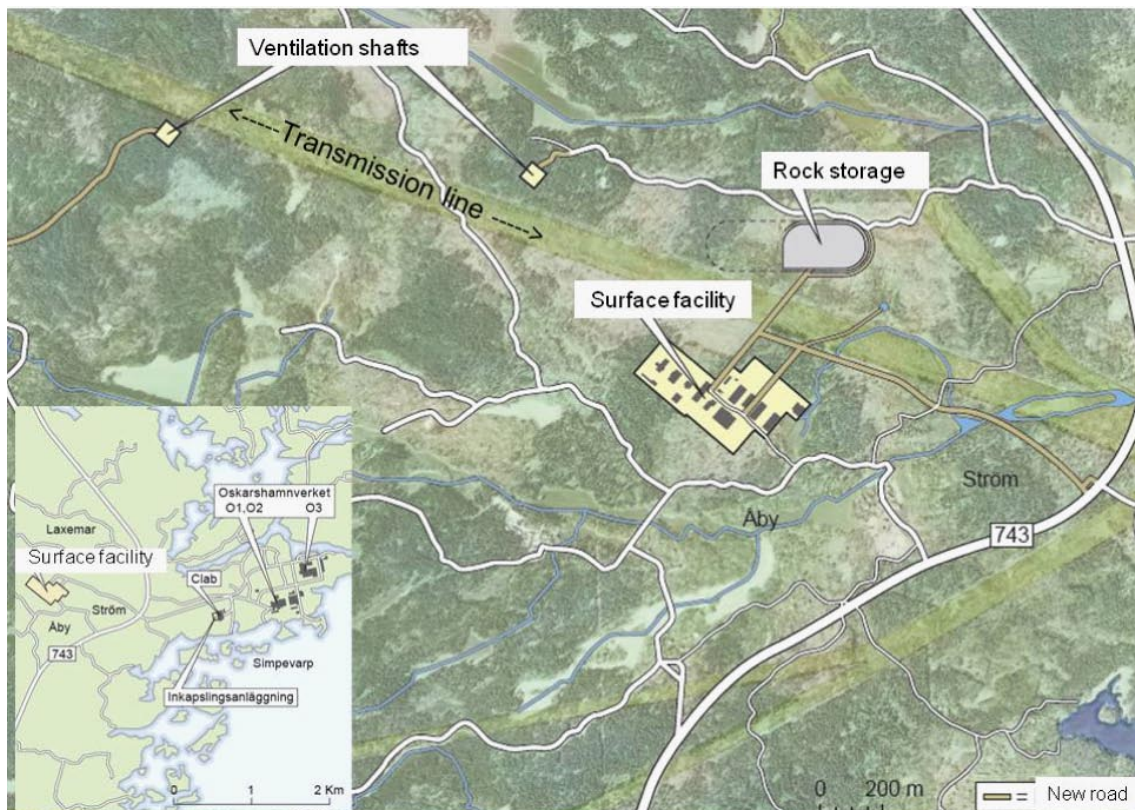 Ventilation shafts
Transmission line
Rock storage
Surface facility
Ström
Åby
743
0 200 m
New road
Oskarshamnverket
O1,O2 O3
Laxemar
Surface facility
Clab
Ström
Åby
743
Simpevarp
Inkapslingsanläggning
0 1 2 Km